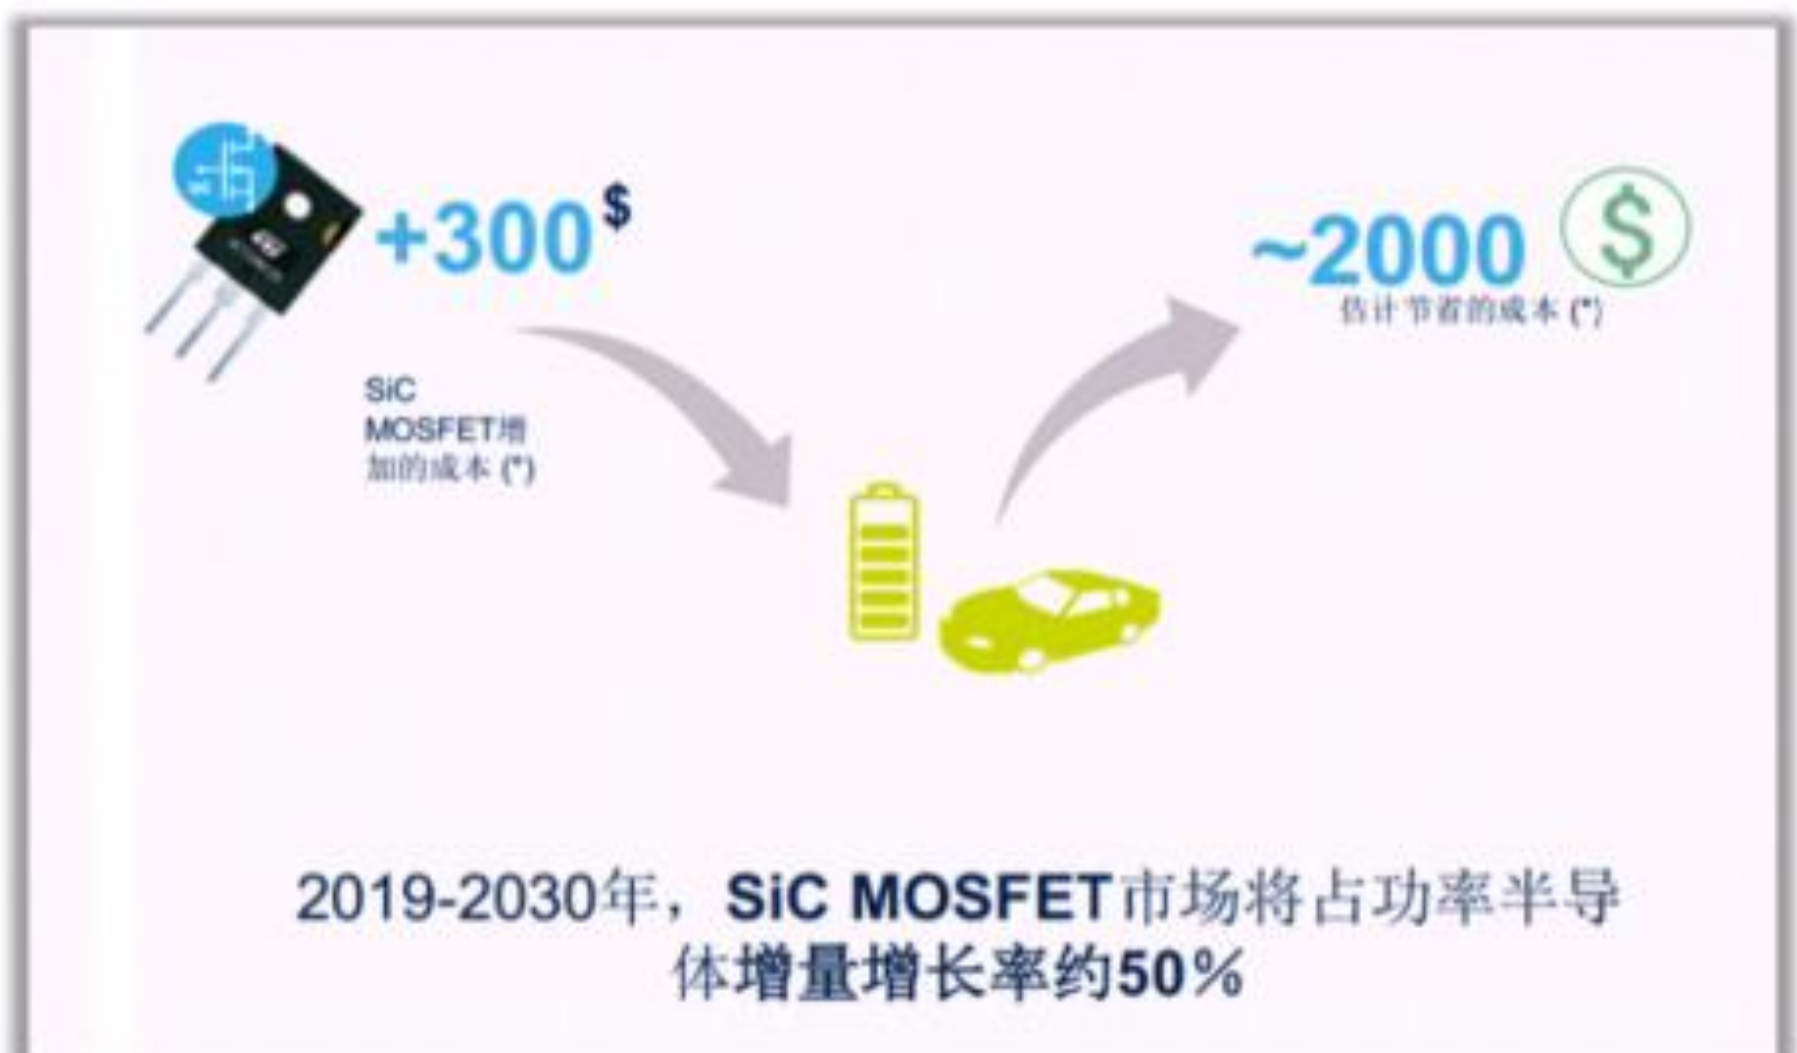 +300$
~2000 $
估计节省的成本 (*)
SiC
MOSFET增
加的成本 (*)
2019-2030年，SiC MOSFET市场将占功率半导
体增量增长率约50%